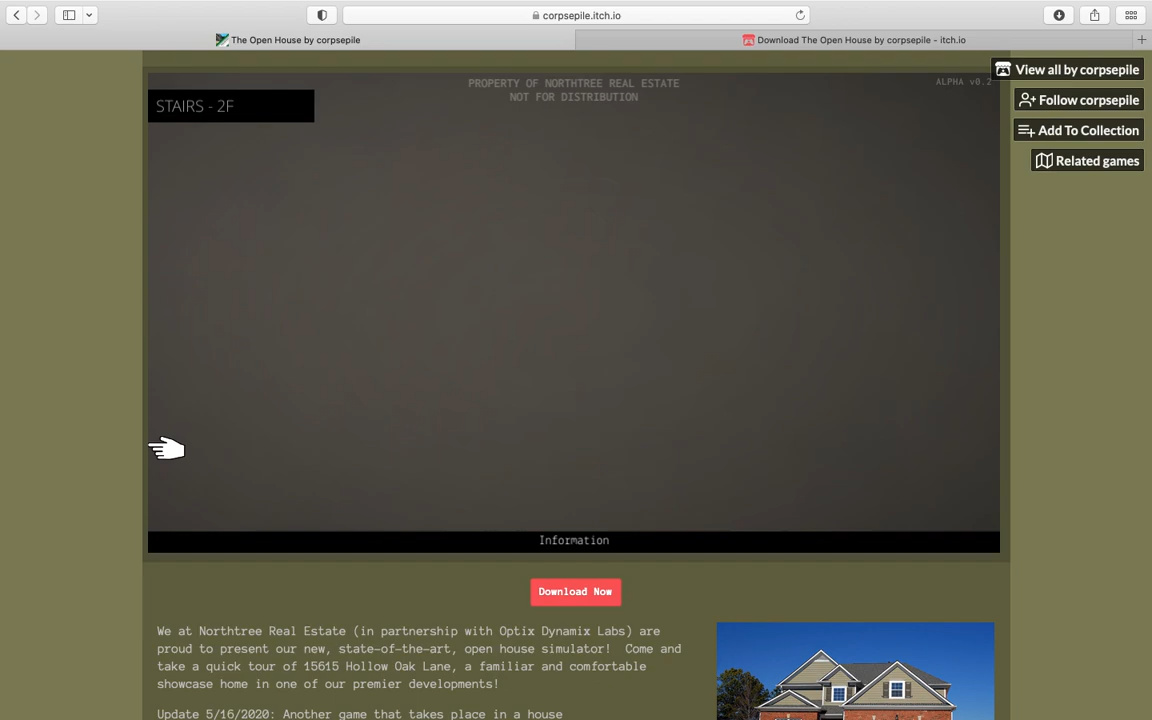 corpsepile.itch.io
The Open House by corpsepile
Download The Open House by corpsepile - itch.io
View all by corpsepile
Follow corpsepile
Add To Collection
Related games
PROPERTY OF NORTHTREE REAL ESTATE
NOT FOR DISTRIBUTION
ALPHA v0.2
STAIRS - 2F
Information
Download Now
We at Northtree Real Estate (in partnership with Optix Dynamix Labs) are
proud to present our new, state-of-the-art, open house simulator! Come and
take a quick tour of 15615 Hollow Oak Lane, a familiar and comfortable
showcase home in one of our premier developments!
Update 5/16/2020: Another game that takes place in a house